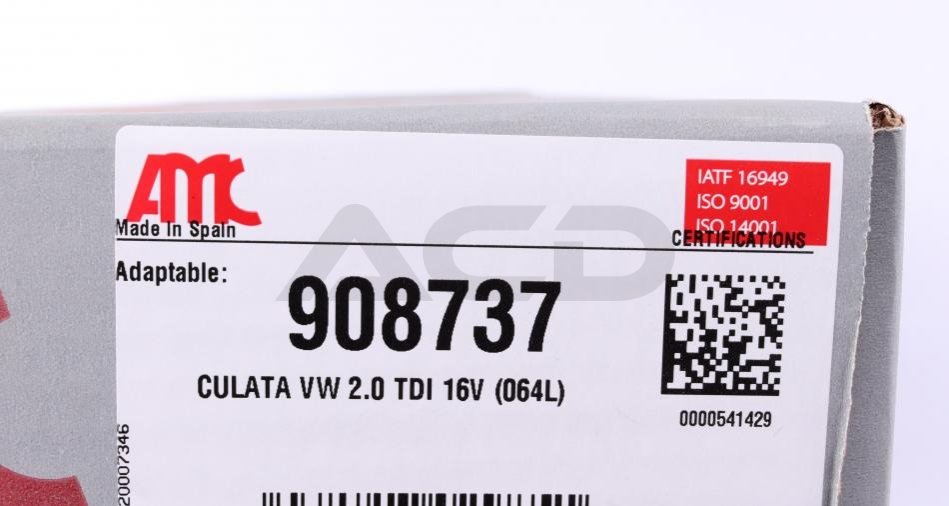 AMC
IATF 16949
ISO 9001
ISO 14001
Made In Spain
CERTIFICATIONS
ACD
Adaptable:
908737
CULATA VW 2.0 TDI 16V (064L)
0000541429
20007346